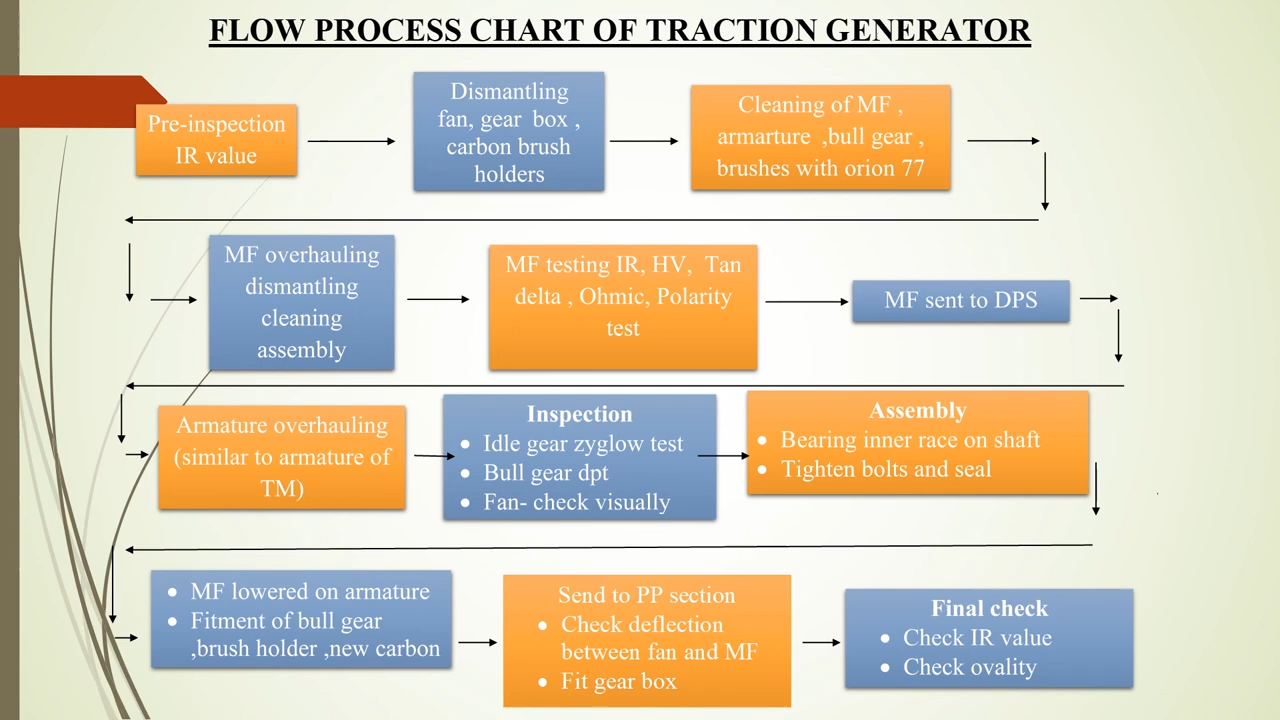 FLOW PROCESS CHART OF TRACTION GENERATOR
Pre-inspection
IR value
Dismantling
fan, gear box ,
carbon brush
holders
Cleaning of MF ,
armarture ,bull gear ,
brushes with orion 77
MF overhauling
dismantling
cleaning
assembly
MF testing IR, HV, Tan
delta , Ohmic, Polarity
test
MF sent to DPS
Armature overhauling
(similar to armature of
TM)
Inspection
• Idle gear zyglow test
• Bull gear dpt
• Fan- check visually
Assembly
• Bearing inner race on shaft
• Tighten bolts and seal
• MF lowered on armature
• Fitment of bull gear
,brush holder ,new carbon
Send to PP section
• Check deflection
between fan and MF
• Fit gear box
Final check
• Check IR value
• Check ovality